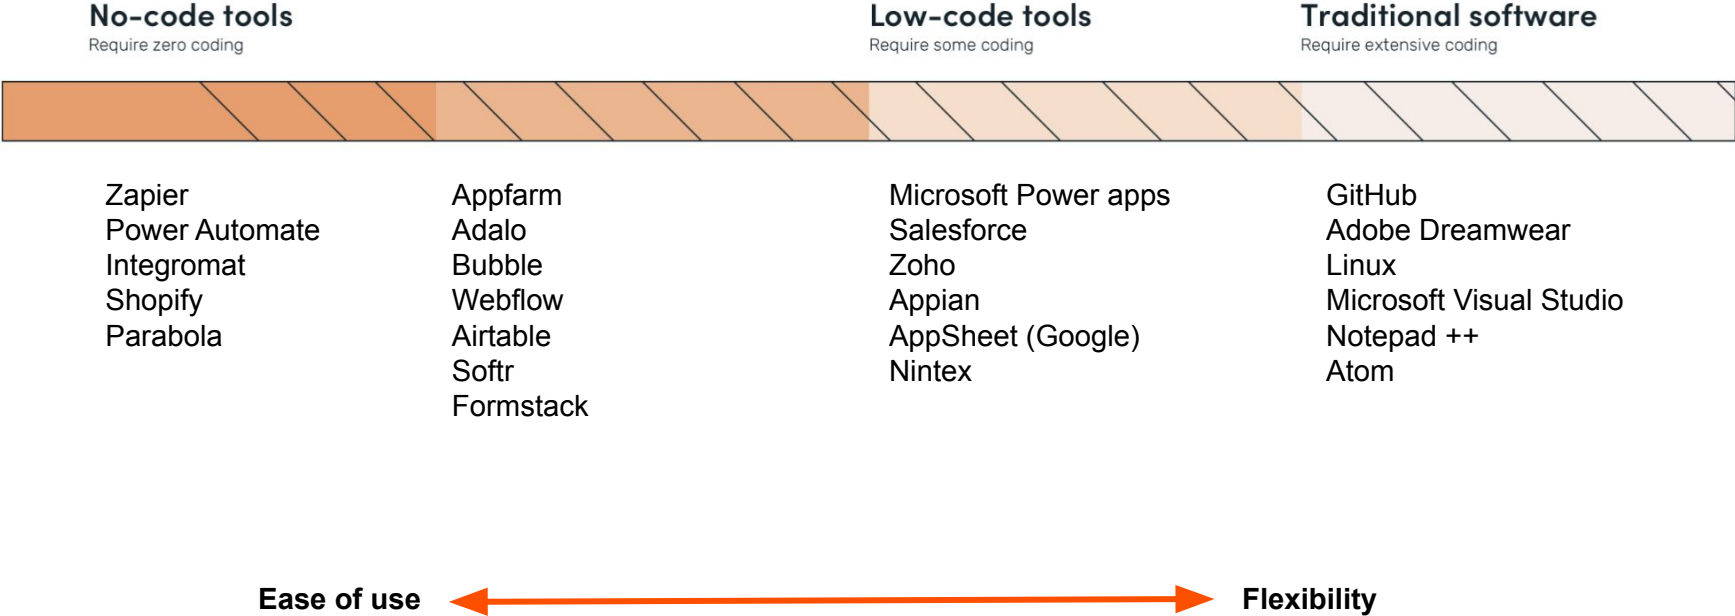 No-code tools
Require zero coding
Low-code tools
Require some coding
Traditional software
Require extensive coding
Zapier
Power Automate
Integromat
Shopify
Parabola
Appfarm
Adalo
Bubble
Webflow
Airtable
Softr
Formstack
Microsoft Power apps
Salesforce
Zoho
Appian
AppSheet (Google)
Nintex
GitHub
Adobe Dreamwear
Linux
Microsoft Visual Studio
Notepad ++
Atom
Ease of use
Flexibility